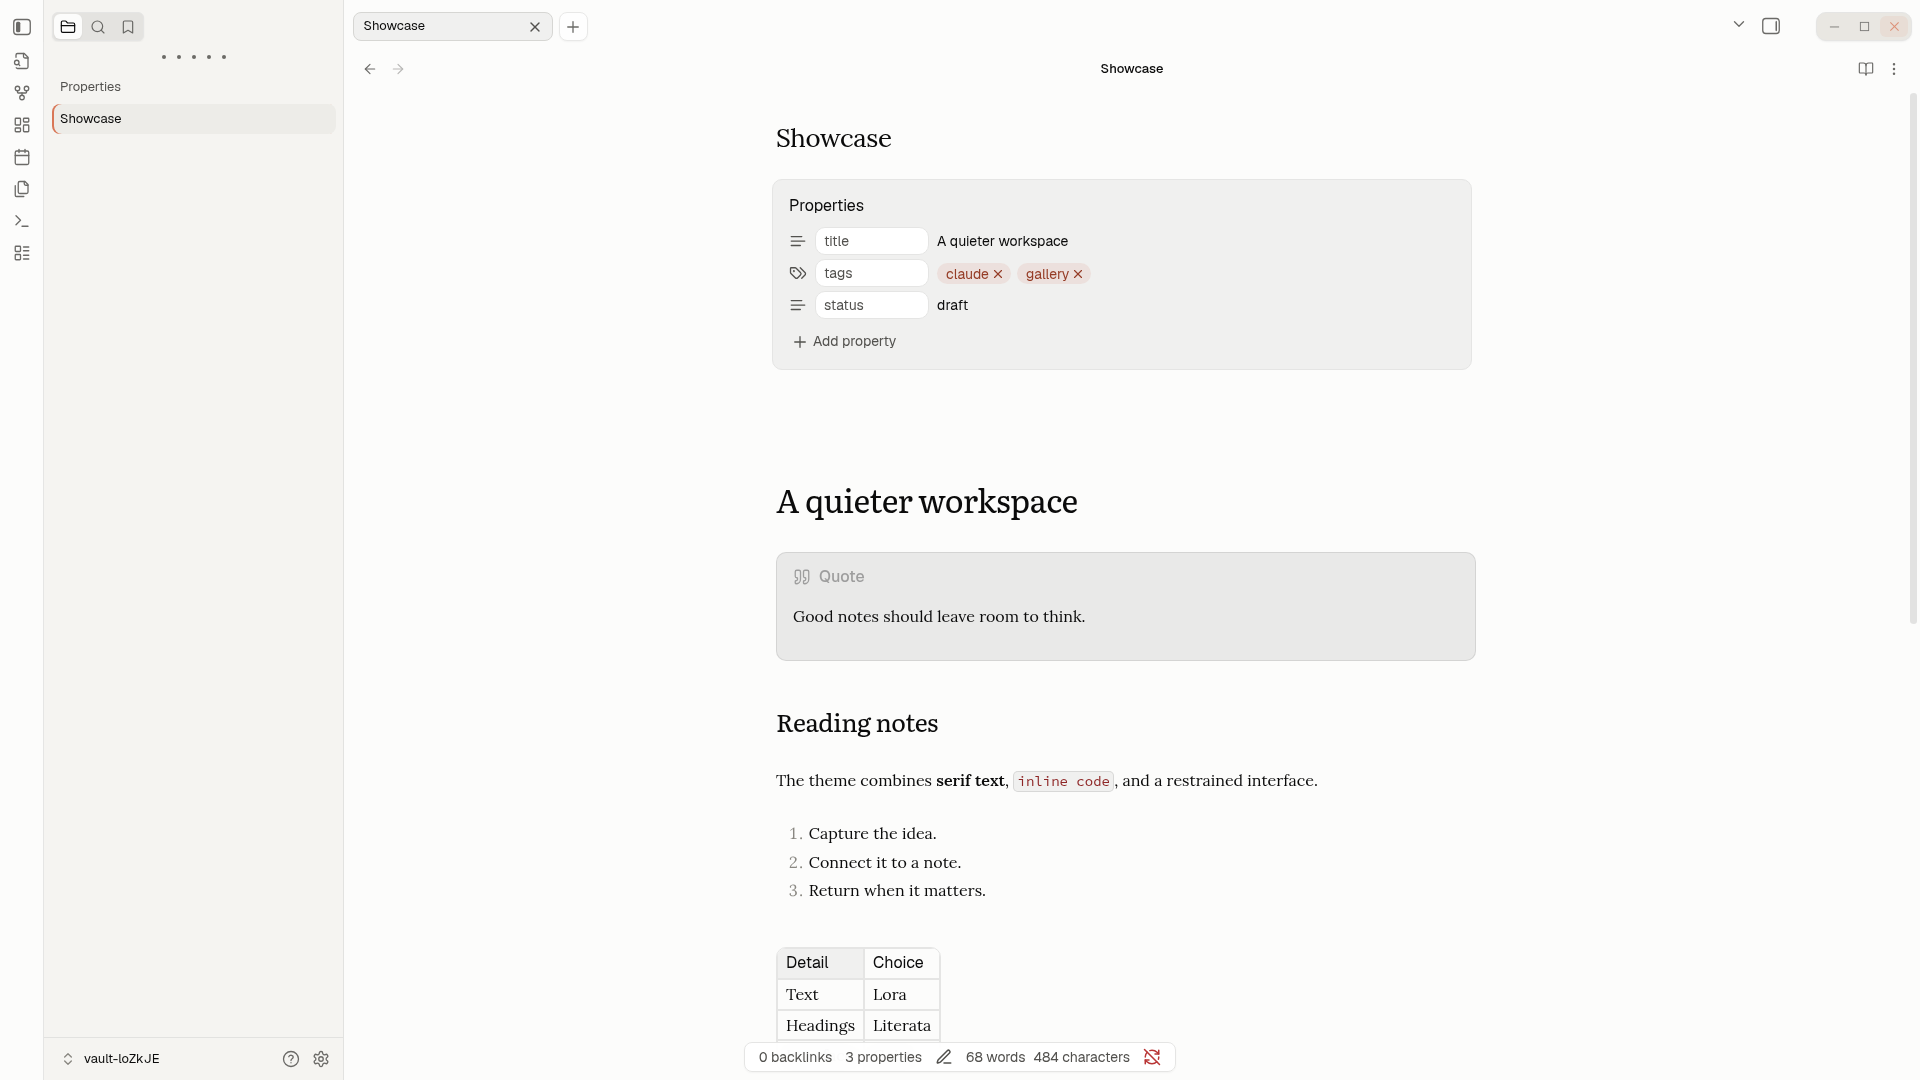 Showcase
Showcase
Properties
Showcase
Showcase
Properties
title A quieter workspace
tags claude gallery
status draft
Add property
A quieter workspace
Quote
Good notes should leave room to think.
Reading notes
The theme combines serif text, inline code, and a restrained interface.
1. Capture the idea.
2. Connect it to a note.
3. Return when it matters.
Detail Choice
Text Lora
Headings Literata
vault-loZkJE
0 backlinks 3 properties 68 words 484 characters